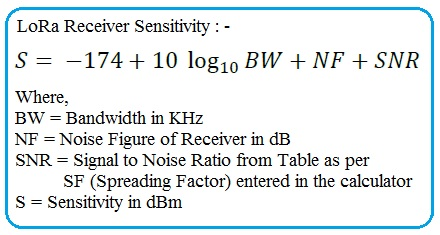 LoRa Receiver Sensitivity : -
S = −174 + 10 log₁₀ BW + NF + SNR
Where,
BW = Bandwidth in KHz
NF = Noise Figure of Receiver in dB
SNR = Signal to Noise Ratio from Table as per
SF (Spreading Factor) entered in the calculator
S = Sensitivity in dBm